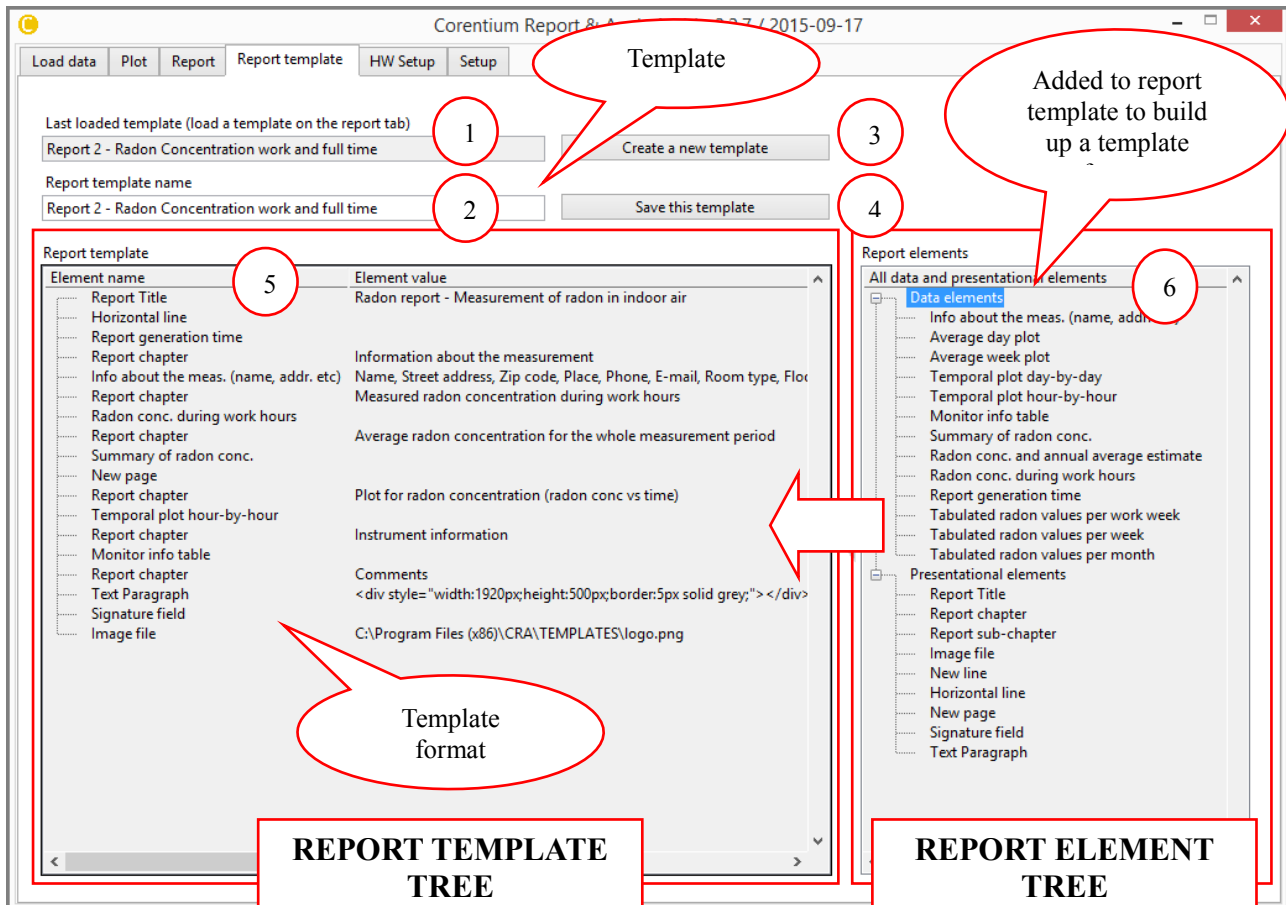 Corentium Report & 2015-09-17
Load data Plot Report Report template HW Setup Setup
Template
Added to report
template to build
up a template
Last loaded template (load a template on the report tab)
1
Report 2 - Radon Concentration work and full time
Create a new template
3
Report template name
2
Report 2 - Radon Concentration work and full time
Save this template
4
Report template
Report elements
Element name Element value
5
Report Title Radon report - Measurement of radon in indoor air
Horizontal line
Report generation time
Report chapter Information about the measurement
Info about the meas. (name, addr. etc) Name, Street address, Zip code, Place, Phone, E-mail, Room type, Floo
Report chapter Measured radon concentration during work hours
Radon conc. during work hours
Report chapter Average radon concentration for the whole measurement period
Summary of radon conc.
New page
Report chapter Plot for radon concentration (radon conc vs time)
Temporal plot hour-by-hour
Report chapter Instrument information
Monitor info table
Report chapter Comments
Text Paragraph <div style="width:1920px;height:500px;border:5px solid grey;"></div>
Signature field
Image file C:\Program Files (x86)\CRA\TEMPLATES\logo.png
Template
format
REPORT TEMPLATE
TREE
All data and presentational elements
6
Data elements
Info about the meas. (name, addr
Average day plot
Average week plot
Temporal plot day-by-day
Temporal plot hour-by-hour
Monitor info table
Summary of radon conc.
Radon conc. and annual average estimate
Radon conc. during work hours
Report generation time
Tabulated radon values per work week
Tabulated radon values per week
Tabulated radon values per month
Presentational elements
Report Title
Report chapter
Report sub-chapter
Image file
New line
Horizontal line
New page
Signature field
Text Paragraph
REPORT ELEMENT
TREE